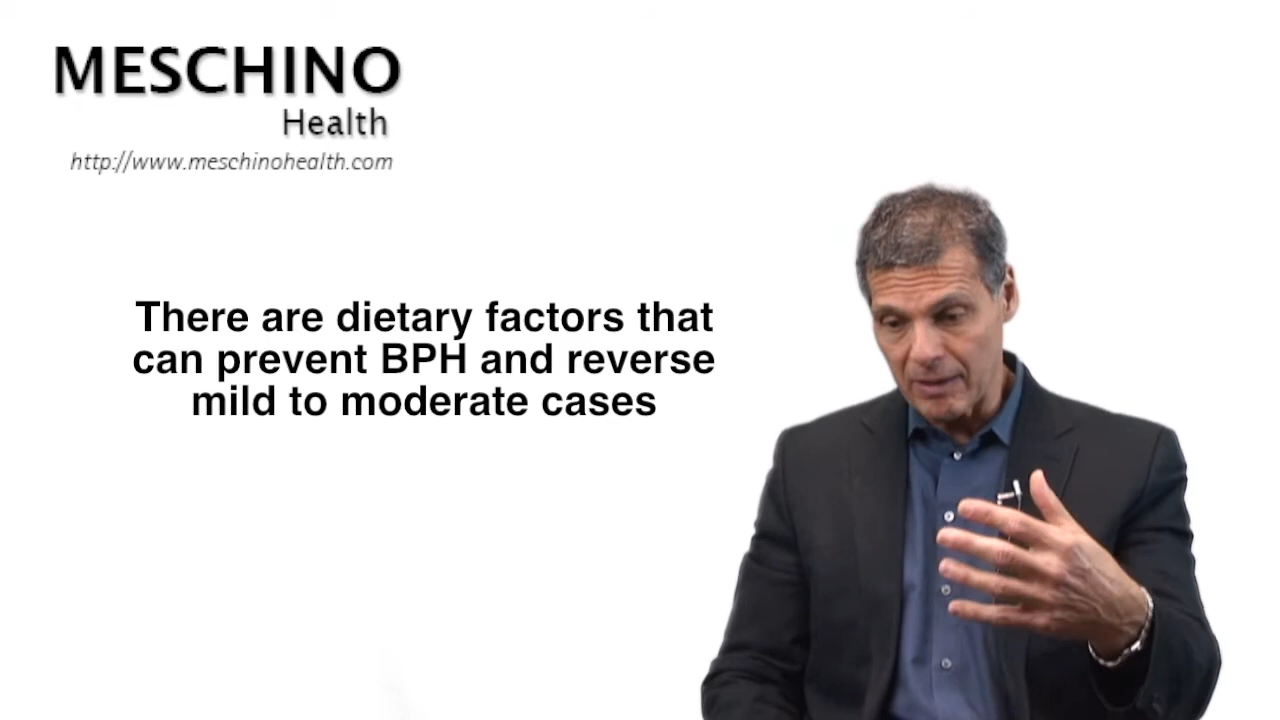 MESCHINO
Health
http://www.meschinohealth.com
There are dietary factors that
can prevent BPH and reverse
mild to moderate cases